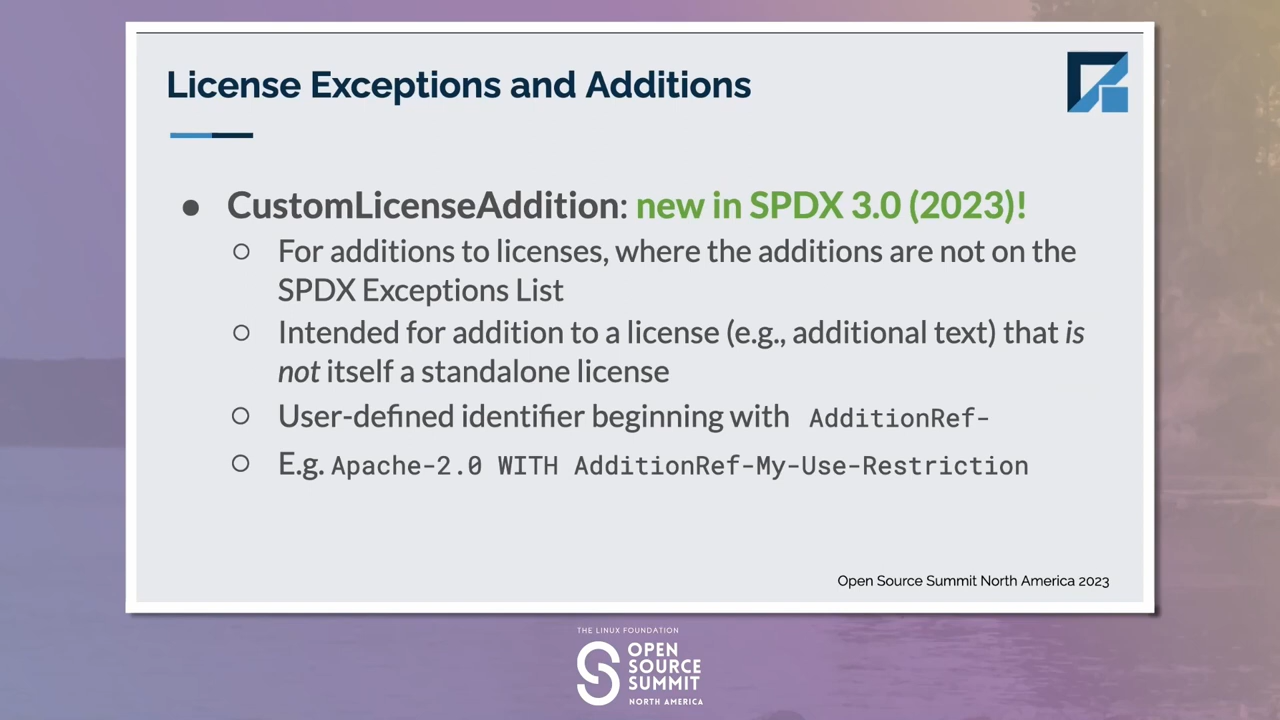 License Exceptions and Additions
● CustomLicenseAddition: new in SPDX 3.0 (2023)!
○ For additions to licenses, where the additions are not on the
SPDX Exceptions List
○ Intended for addition to a license (e.g., additional text) that is
not itself a standalone license
○ User-defined identifier beginning with AdditionRef-
○ E.g. Apache-2.0 WITH AdditionRef-My-Use-Restriction
Open Source Summit North America 2023
THE LINUX FOUNDATION
OPEN
SOURCE
SUMMIT
NORTH AMERICA